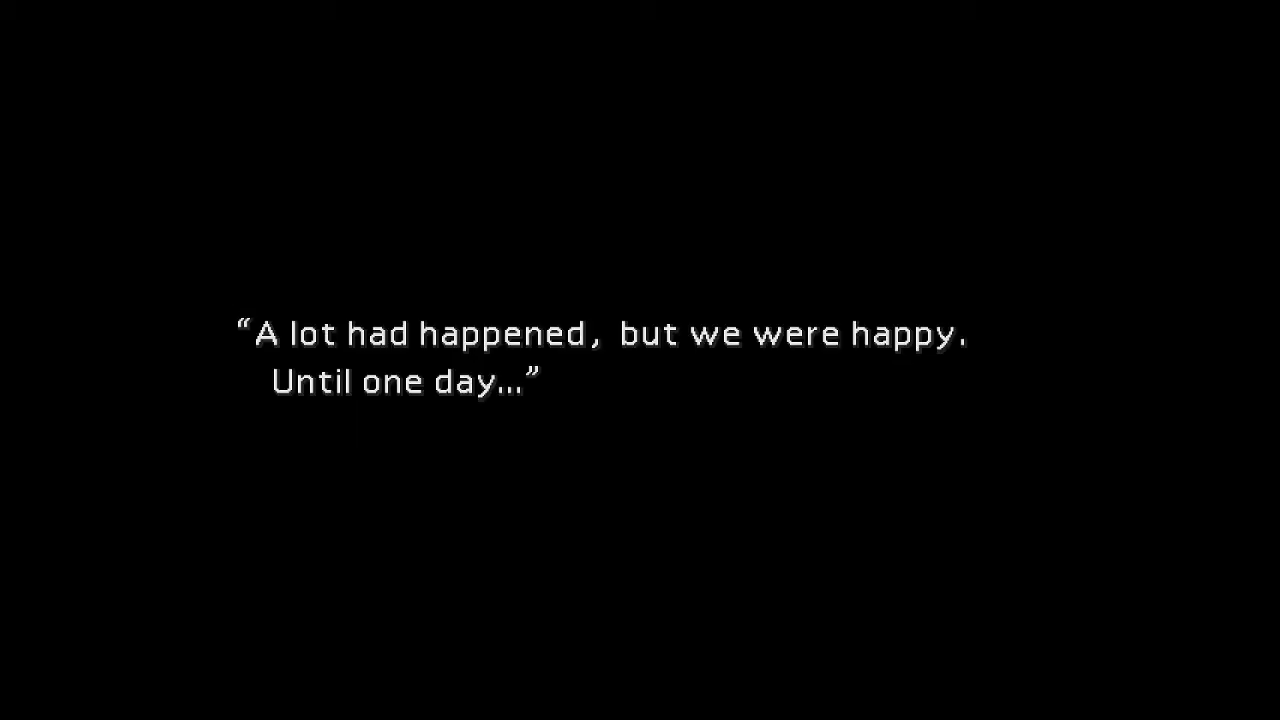 “A lot had happened, but we were happy.
Until one day...”